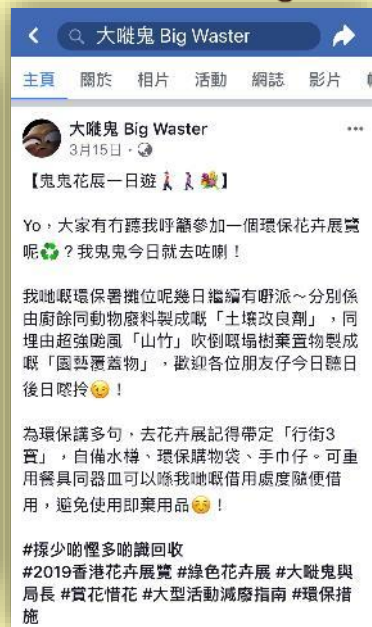 大嘥鬼 Big Waster
主頁 關於 相片 活動 網誌 影片
大嘥鬼 Big Waster
3月15日
【鬼鬼花展一日遊🚶🚶💐】
Yo，大家有冇聽我呼籲參加一個環保花卉展覽
呢♻️？我鬼鬼今日就去咗喇！
我哋嘅環保署攤位呢幾日繼續有嘢派～分別係
由廚餘同動物廢料製成嘅「土壤改良劑」，同
埋由超強颱風「山竹」吹倒嘅塌樹棄置物製成
嘅「園藝覆蓋物」，歡迎各位朋友仔今日聽日
後日嚟拎😉！
為環保講多句，去花卉展記得帶定「行街3
寶」，自備水樽、環保購物袋、手巾仔。可重
用餐具同器皿可以喺我哋嘅借用處度隨便借
用，避免使用即棄用品☺️！
#揼少啲慳多啲識回收
#2019香港花卉展覽 #綠色花卉展 #大嘥鬼與
局長 #賞花惜花 #大型活動減廢指南 #環保措
施